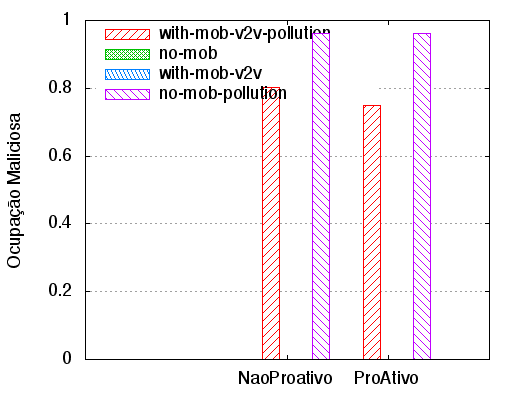 1
with-mob-v2v-pollution
no-mob
0.8
with-mob-v2v
no-mob-pollution
0.6
Ocupação Maliciosa
0.4
0.2
0
NaoProativo ProAtivo